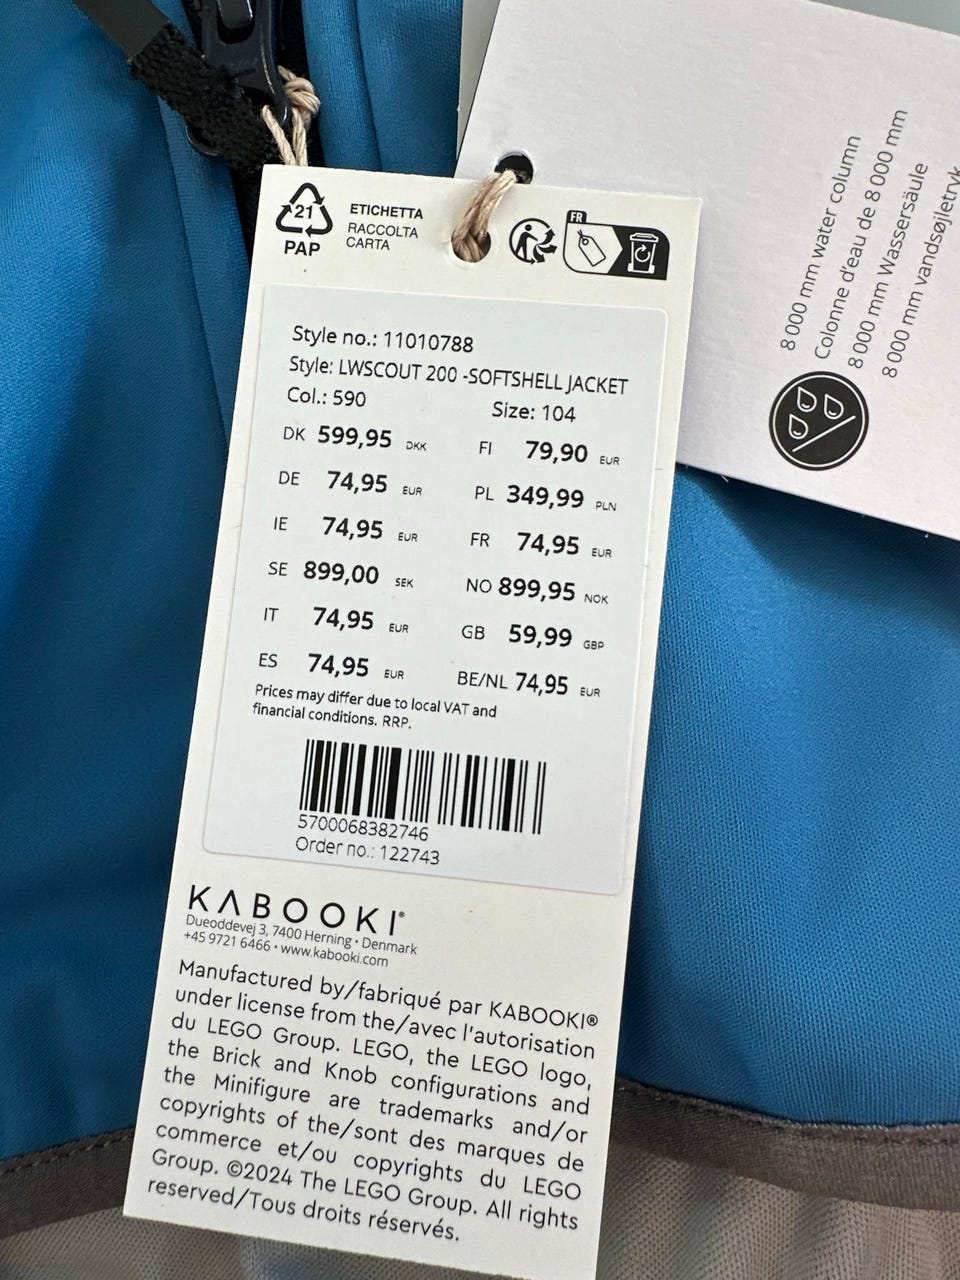 21
PAP
ETICHETTA
RACCOLTA
CARTA
FR
Style no.: 11010788
Style: LWSCOUT 200 -SOFTSHELL JACKET
Col.: 590 Size: 104
DK 599,95 DKK FI 79,90 EUR
DE 74,95 EUR PL 349,99 PLN
IE 74,95 EUR FR 74,95 EUR
SE 899,00 SEK NO 899,95 NOK
IT 74,95 EUR GB 59,99 GBP
ES 74,95 EUR BE/NL 74,95 EUR
Prices may differ due to local VAT and
financial conditions. RRP.
5700068382746
Order no.: 122743
KABOOKI®
Dueoddevej 3, 7400 Herning • Denmark
+45 9721 6466 • www.kabooki.com
Manufactured by/fabriqué par KABOOKI®
under license from the/avec l'autorisation
du LEGO Group. LEGO, the LEGO logo,
the Brick and Knob configurations and
the Minifigure are trademarks and/or
copyrights of the/sont des marques de
commerce et/ou copyrights du LEGO
Group. ©2024 The LEGO Group. All rights
reserved/Tous droits réservés.
8 000 mm water column
Colonne d'eau de 8 000 mm
8 000 mm Wassersäule
8 000 mm vandsøjletryk